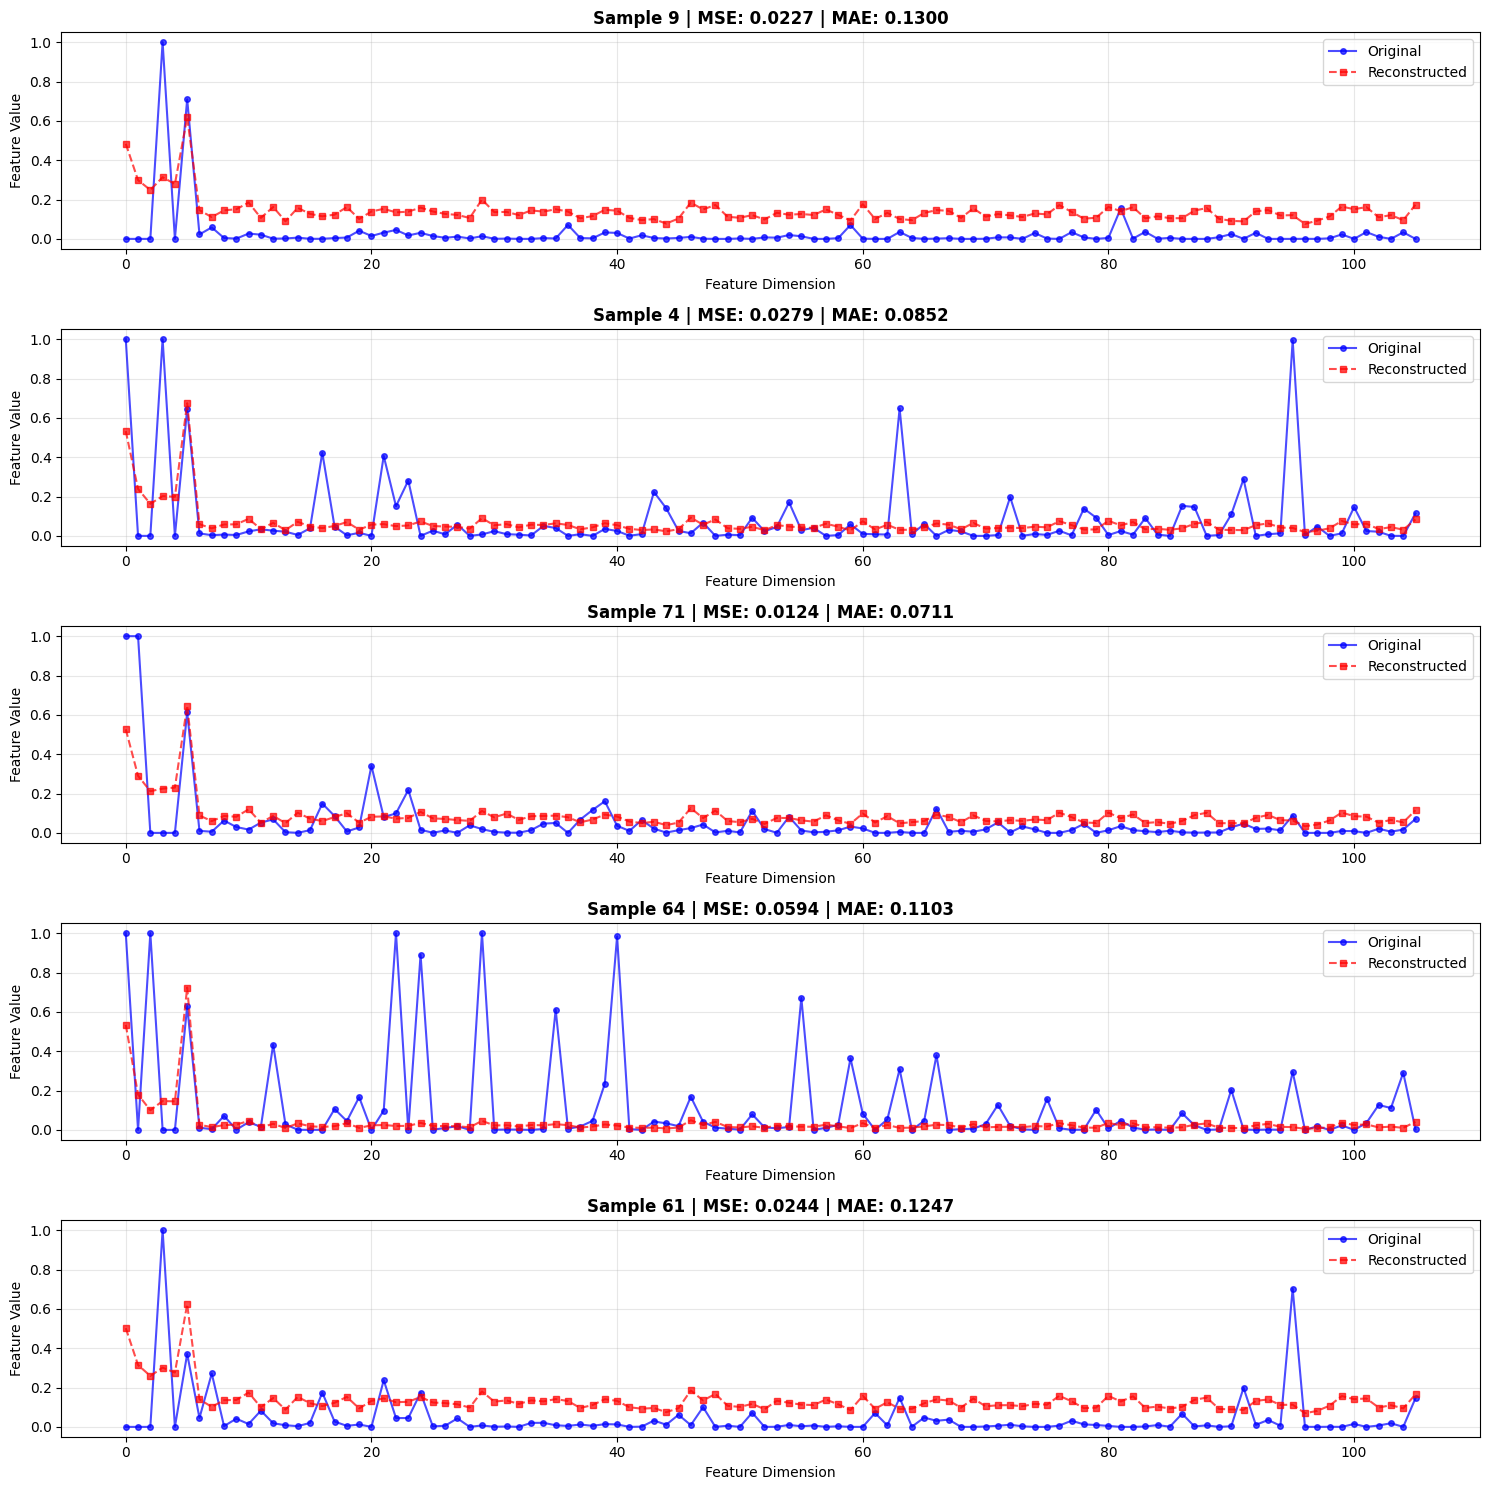 Sample 9 | MSE: 0.0227 | MAE: 0.1300
1.0
0.8
0.6
0.4
0.2
0.0
Feature Value
Original
Reconstructed
0 20 40 60 80 100
Feature Dimension
Sample 4 | MSE: 0.0279 | MAE: 0.0852
1.0
0.8
0.6
0.4
0.2
0.0
Feature Value
Original
Reconstructed
0 20 40 60 80 100
Feature Dimension
Sample 71 | MSE: 0.0124 | MAE: 0.0711
1.0
0.8
0.6
0.4
0.2
0.0
Feature Value
Original
Reconstructed
0 20 40 60 80 100
Feature Dimension
Sample 64 | MSE: 0.0594 | MAE: 0.1103
1.0
0.8
0.6
0.4
0.2
0.0
Feature Value
Original
Reconstructed
0 20 40 60 80 100
Feature Dimension
Sample 61 | MSE: 0.0244 | MAE: 0.1247
1.0
0.8
0.6
0.4
0.2
0.0
Feature Value
Original
Reconstructed
0 20 40 60 80 100
Feature Dimension